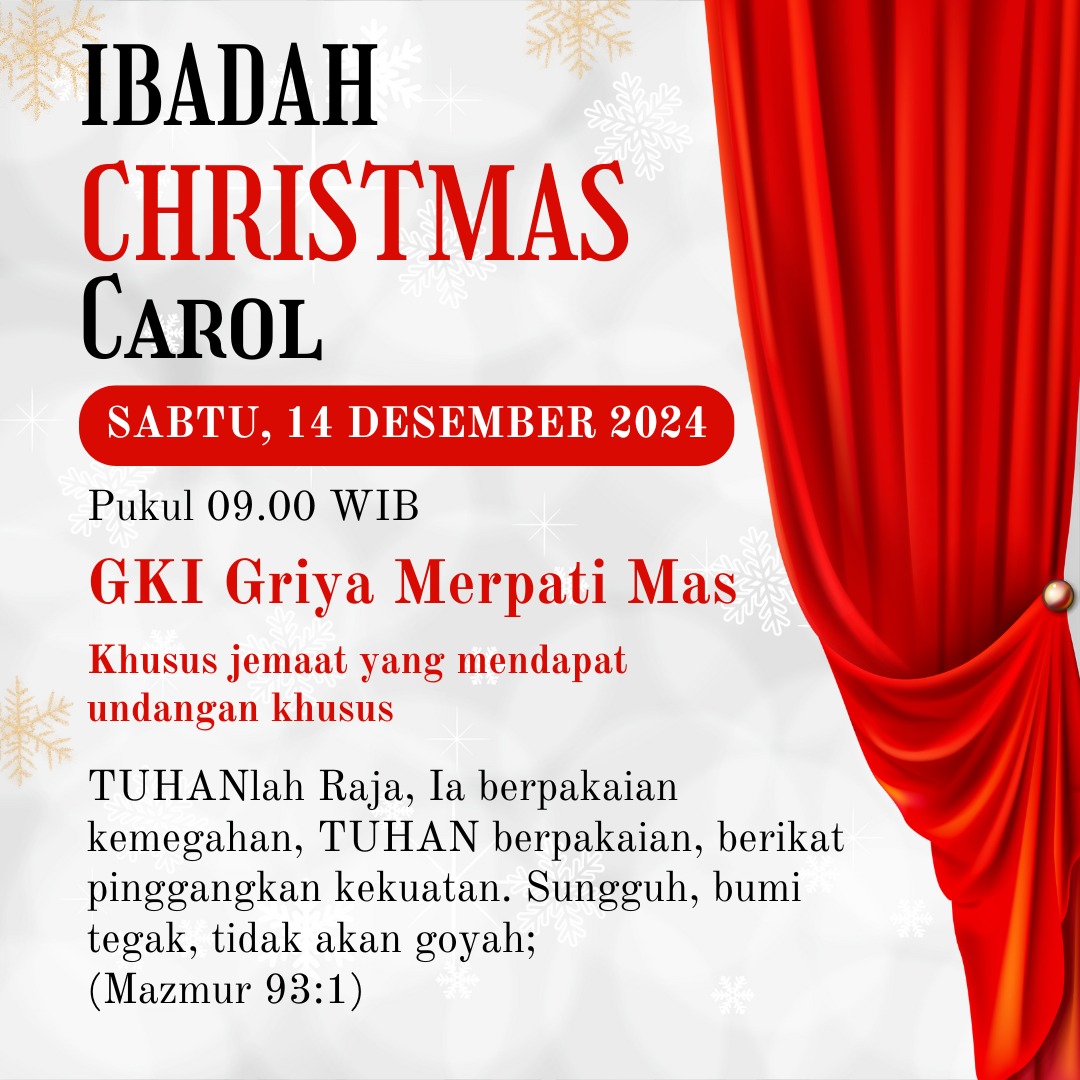 IBADAH
CHRISTMAS
CAROL
SABTU, 14 DESEMBER 2024
Pukul 09.00 WIB
GKI Griya Merpati Mas
Khusus jemaat yang mendapat
undangan khusus
TUHANlah Raja, Ia berpakaian
kemegahan, TUHAN berpakaian, berikat
pinggangkan kekuatan. Sungguh, bumi
tegak, tidak akan goyah;
(Mazmur 93:1)